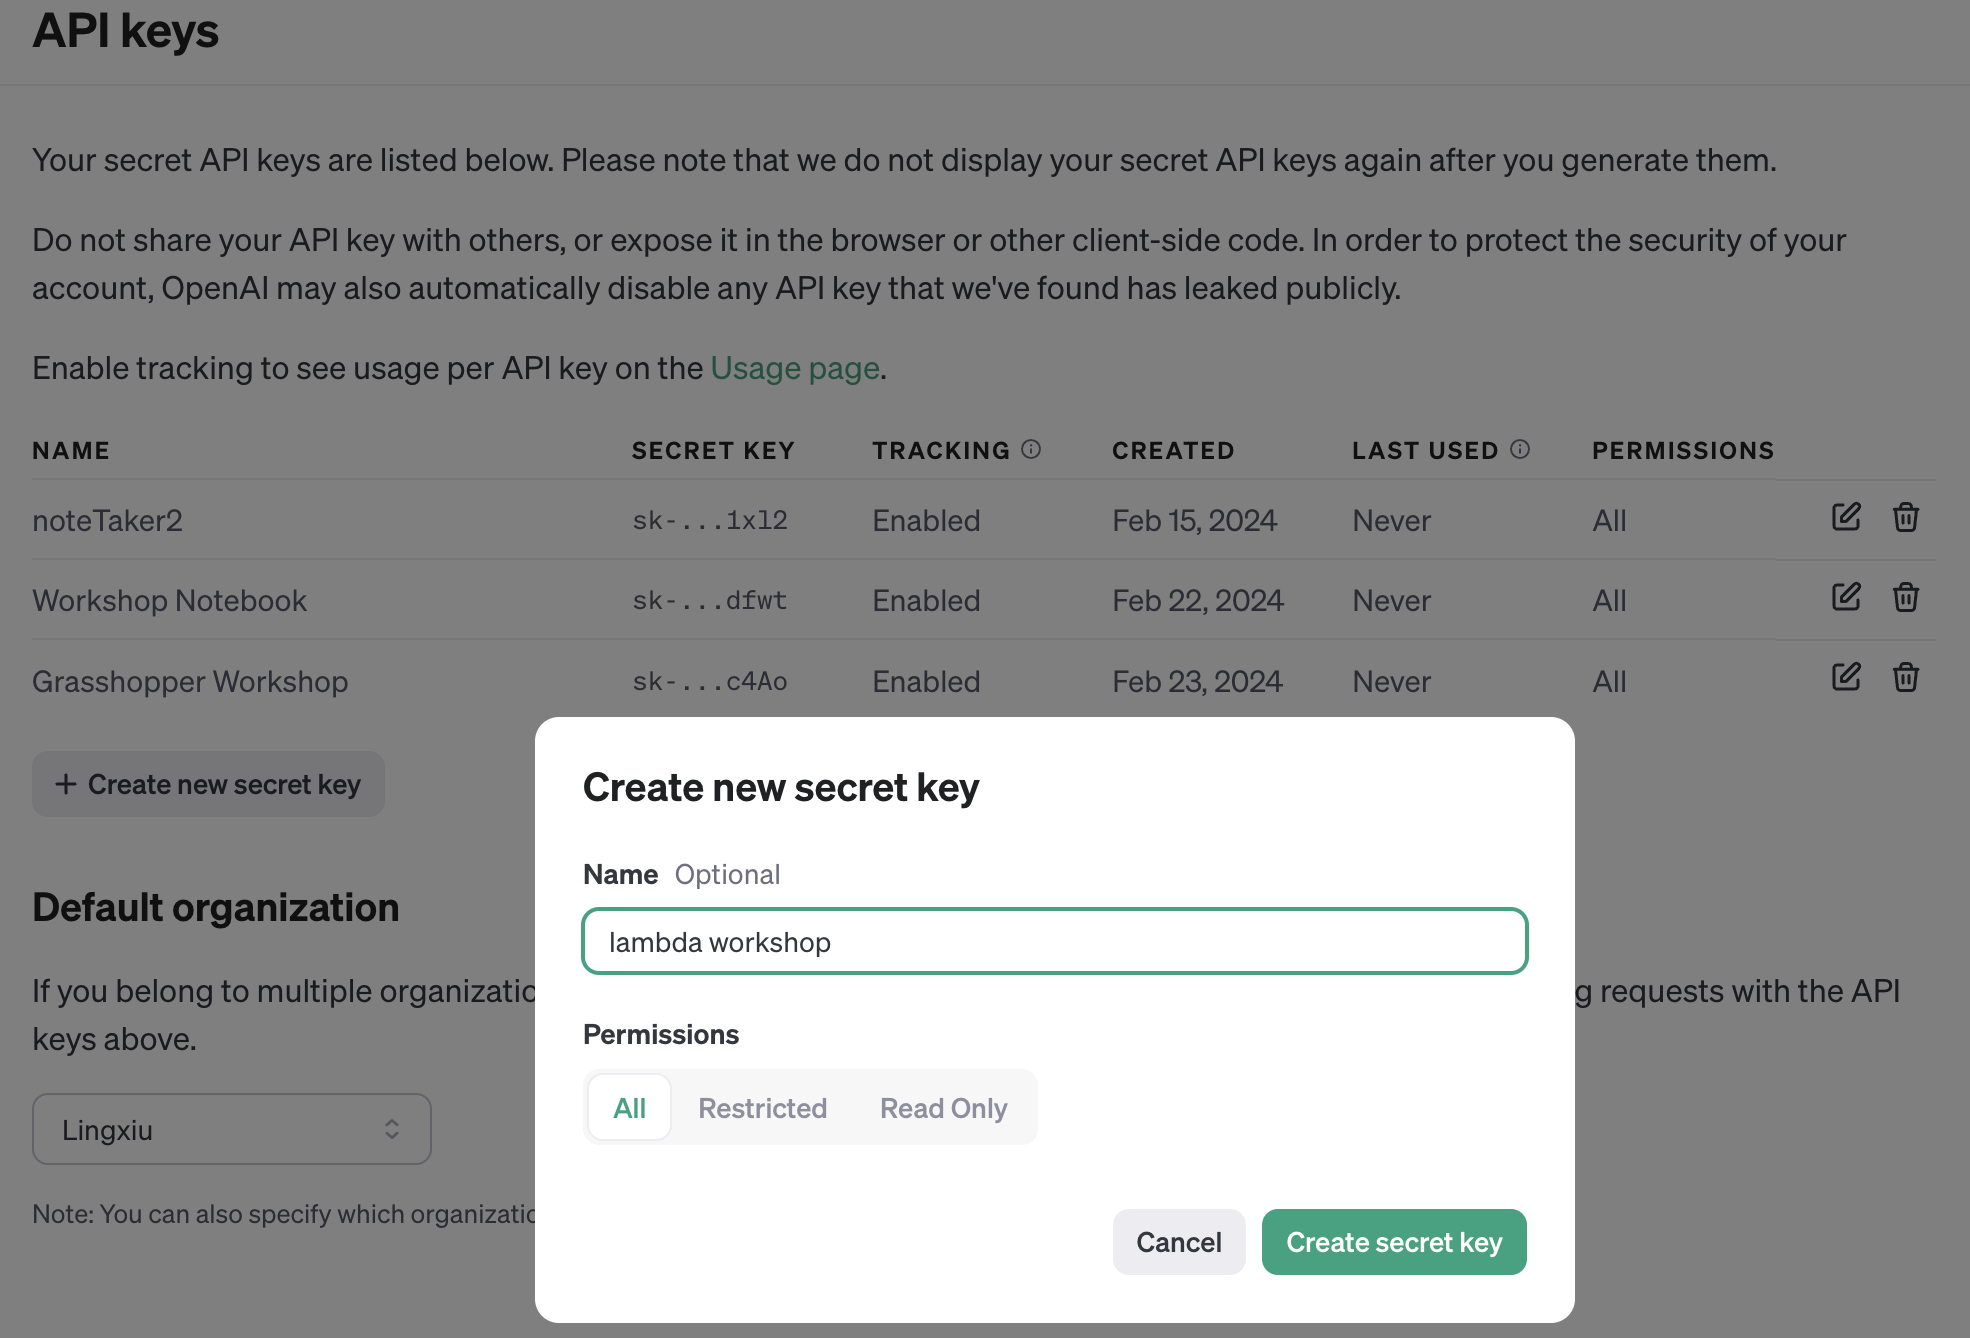 API keys
Your secret API keys are listed below. Please note that we do not display your secret API keys again after you generate them.
Do not share your API key with others, or expose it in the browser or other client-side code. In order to protect the security of your
account, OpenAI may also automatically disable any API key that we've found has leaked publicly.
Enable tracking to see usage per API key on the Usage page.
NAME SECRET KEY TRACKING CREATED LAST USED PERMISSIONS
noteTaker2 sk-...1xl2 Enabled Feb 15, 2024 Never All
Workshop Notebook sk-...dfwt Enabled Feb 22, 2024 Never All
Grasshopper Workshop sk-...c4Ao Enabled Feb 23, 2024 Never All
+ Create new secret key
Default organization
If you belong to multiple organizatio
g requests with the API
keys above.
Lingxiu
Note: You can also specify which organizatio
Create new secret key
Name Optional
lambda workshop
Permissions
All Restricted Read Only
Cancel Create secret key